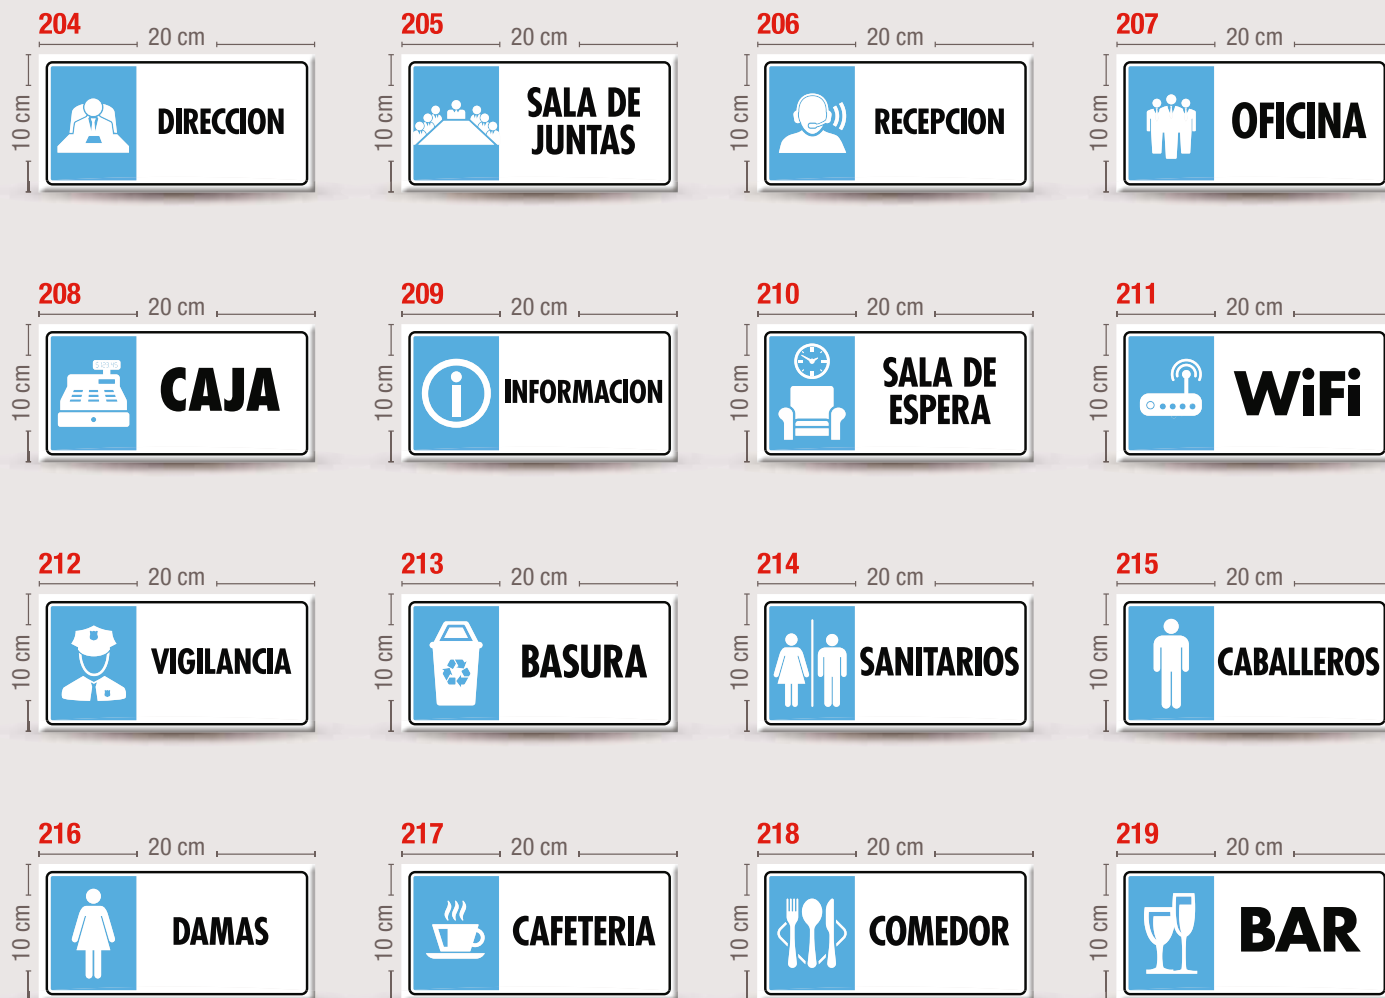 204 205 206 207
20 cm 20 cm 20 cm 20 cm
10 cm DIRECCION 10 cm SALA DE JUNTAS 10 cm RECEPCION 10 cm OFICINA
208 209 210 211
20 cm 20 cm 20 cm 20 cm
10 cm CAJA 10 cm INFORMACION 10 cm SALA DE ESPERA 10 cm WiFi
212 213 214 215
20 cm 20 cm 20 cm 20 cm
10 cm VIGILANCIA 10 cm BASURA 10 cm SANITARIOS 10 cm CABALLEROS
216 217 218 219
20 cm 20 cm 20 cm 20 cm
10 cm DAMAS 10 cm CAFETERIA 10 cm COMEDOR 10 cm BAR